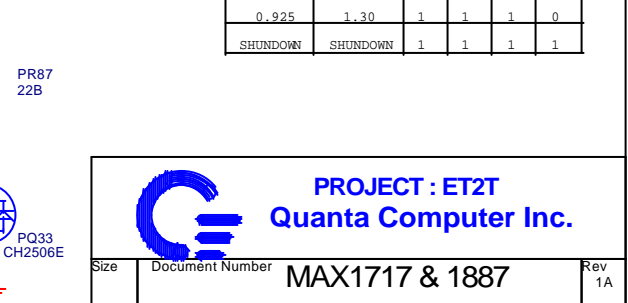 0.925 1.30 1 1 1 0
SHUNDOWN SHUNDOWN 1 1 1 1
PR87
22B
PQ33
CH2506E
PROJECT : ET2T
Quanta Computer Inc.
Size Document Number Rev
MAX1717 & 1887 1A